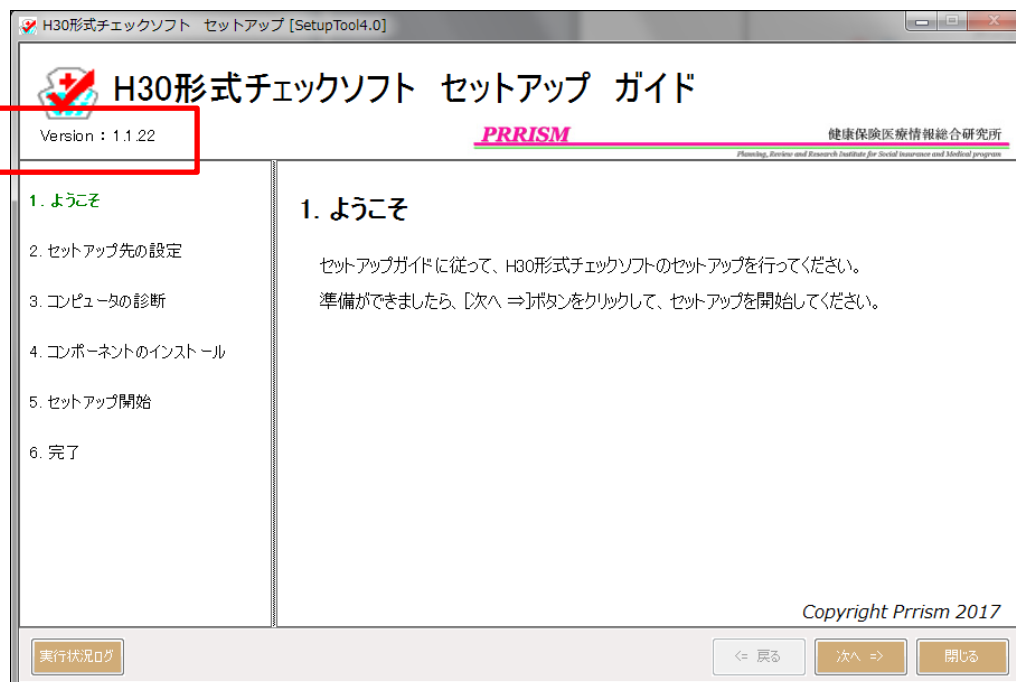 H30形式チェックソフト セットアップ [SetupTool4.0]
H30形式チェックソフト セットアップ ガイド
Version : 1.1.22
PRRISM
健康保険医療情報総合研究所
Planning, Review and Research Institute for Social insurance and Medical program
1. ようこそ
2. セットアップ先の設定
3. コンピュータの診断
4. コンポーネントのインストール
5. セットアップ開始
6. 完了
1. ようこそ
セットアップガイドに従って、H30形式チェックソフトのセットアップを行ってください。
準備ができましたら、[次へ ⇒]ボタンをクリックして、セットアップを開始してください。
Copyright Prrism 2017
実行状況ログ
<= 戻る
次へ =>
閉じる